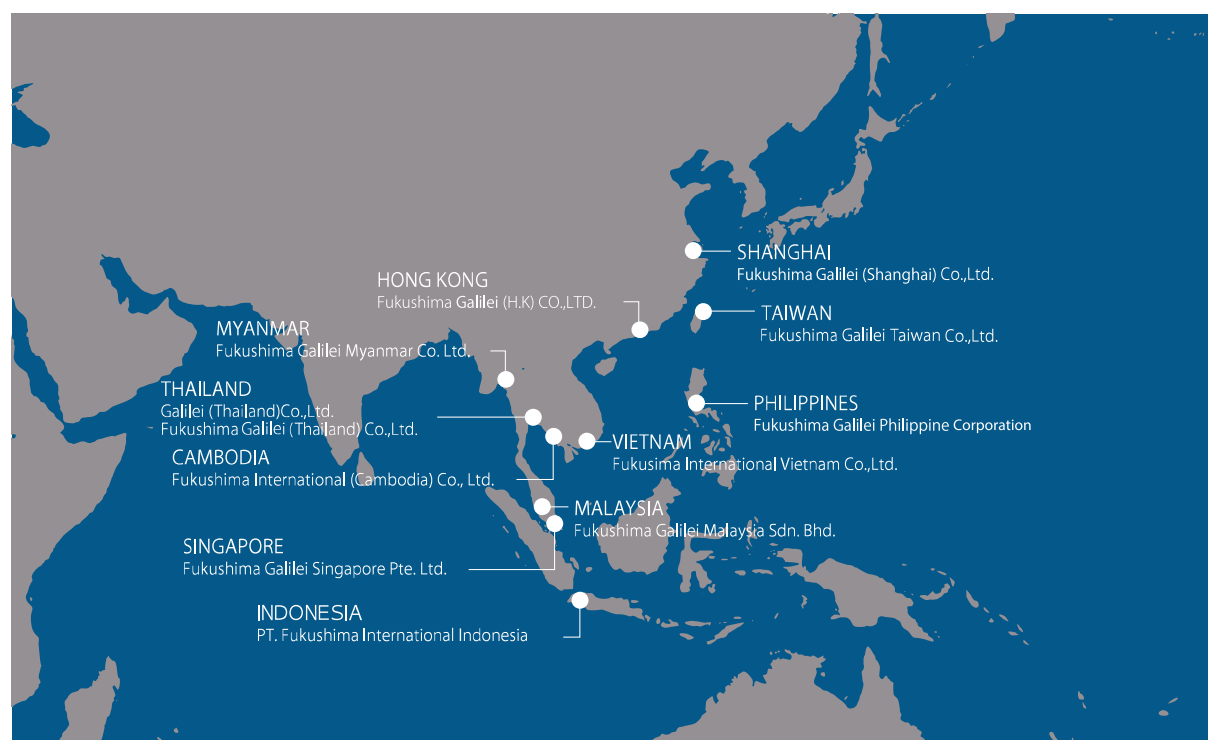 SHANGHAI
Fukushima Galilei (Shanghai) Co.,Ltd.
HONG KONG
Fukushima Galilei (H.K) CO.,LTD.
TAIWAN
Fukushima Galilei Taiwan Co.,Ltd.
MYANMAR
Fukushima Galilei Myanmar Co. Ltd.
THAILAND
Galilei (Thailand)Co.,Ltd.
Fukushima Galilei (Thailand) Co.,Ltd.
PHILIPPINES
Fukushima Galilei Philippine Corporation
VIETNAM
Fukusima International Vietnam Co.,Ltd.
CAMBODIA
Fukushima International (Cambodia) Co., Ltd.
MALAYSIA
Fukushima Galilei Malaysia Sdn. Bhd.
SINGAPORE
Fukushima Galilei Singapore Pte. Ltd.
INDONESIA
PT. Fukushima International Indonesia